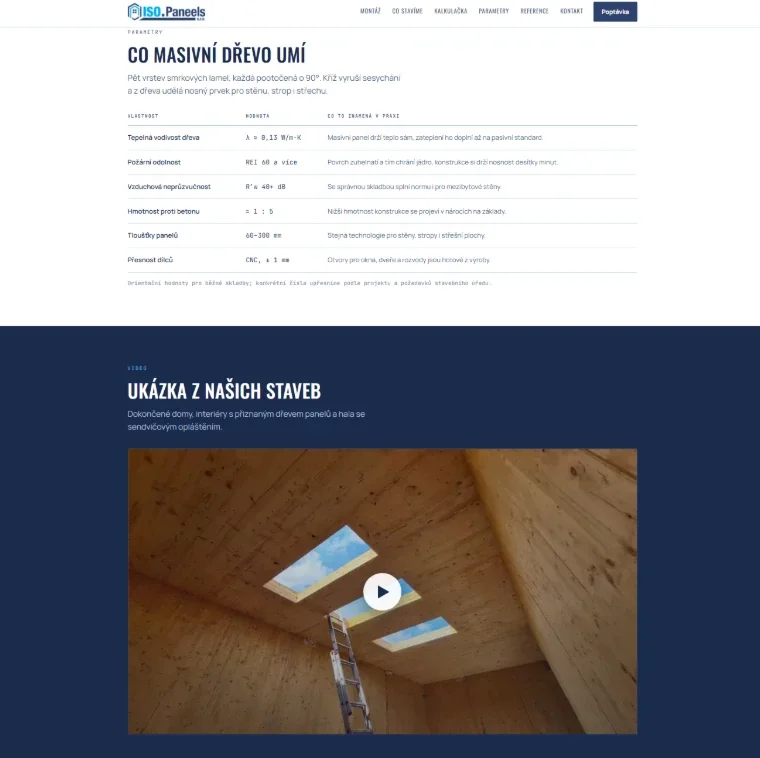 ISO.Paneels s.r.o.
MONTÁŽ CO STAVÍME KALKULAČKA PARAMETRY REFERENCE KONTAKT Poptávka
PARAMETRY
CO MASIVNÍ DŘEVO UMÍ
Pět vrstev smrkových lamel, každá pootočená o 90°. Kříž vyruší sesychání
a z dřeva udělá nosný prvek pro stěnu, strop i střechu.
VLASTNOST HODNOTA CO TO ZNAMENÁ V PRAXI
Tepelná vodivost dřeva λ ≈ 0,13 W/m·K Masivní panel drží teplo sám, zateplení ho doplní až na pasivní standard.
Požární odolnost REI 60 a více Povrch zuhelnatí a tím chrání jádro, konstrukce si drží nosnost desítky minut.
Vzduchová neprůzvučnost R'w 40+ dB Se správnou skladbou splní normu i pro mezibytové stěny.
Hmotnost proti betonu ≈ 1 : 5 Nižší hmotnost konstrukce se projeví v nárocích na základy.
Tloušťky panelů 60–300 mm Stejná technologie pro stěny, stropy i střešní plochy.
Přesnost dílců CNC, ± 1 mm Otvory pro okna, dveře a rozvody jsou hotové z výroby.
Orientační hodnoty pro běžné skladby; konkrétní čísla upřesníme podle projektu a požadavků stavebního úřadu.
VIDEO
UKÁZKA Z NAŠICH STAVEB
Dokončené domy, interiéry s přiznaným dřevem panelů a hala se
sendvičovým opláštěním.